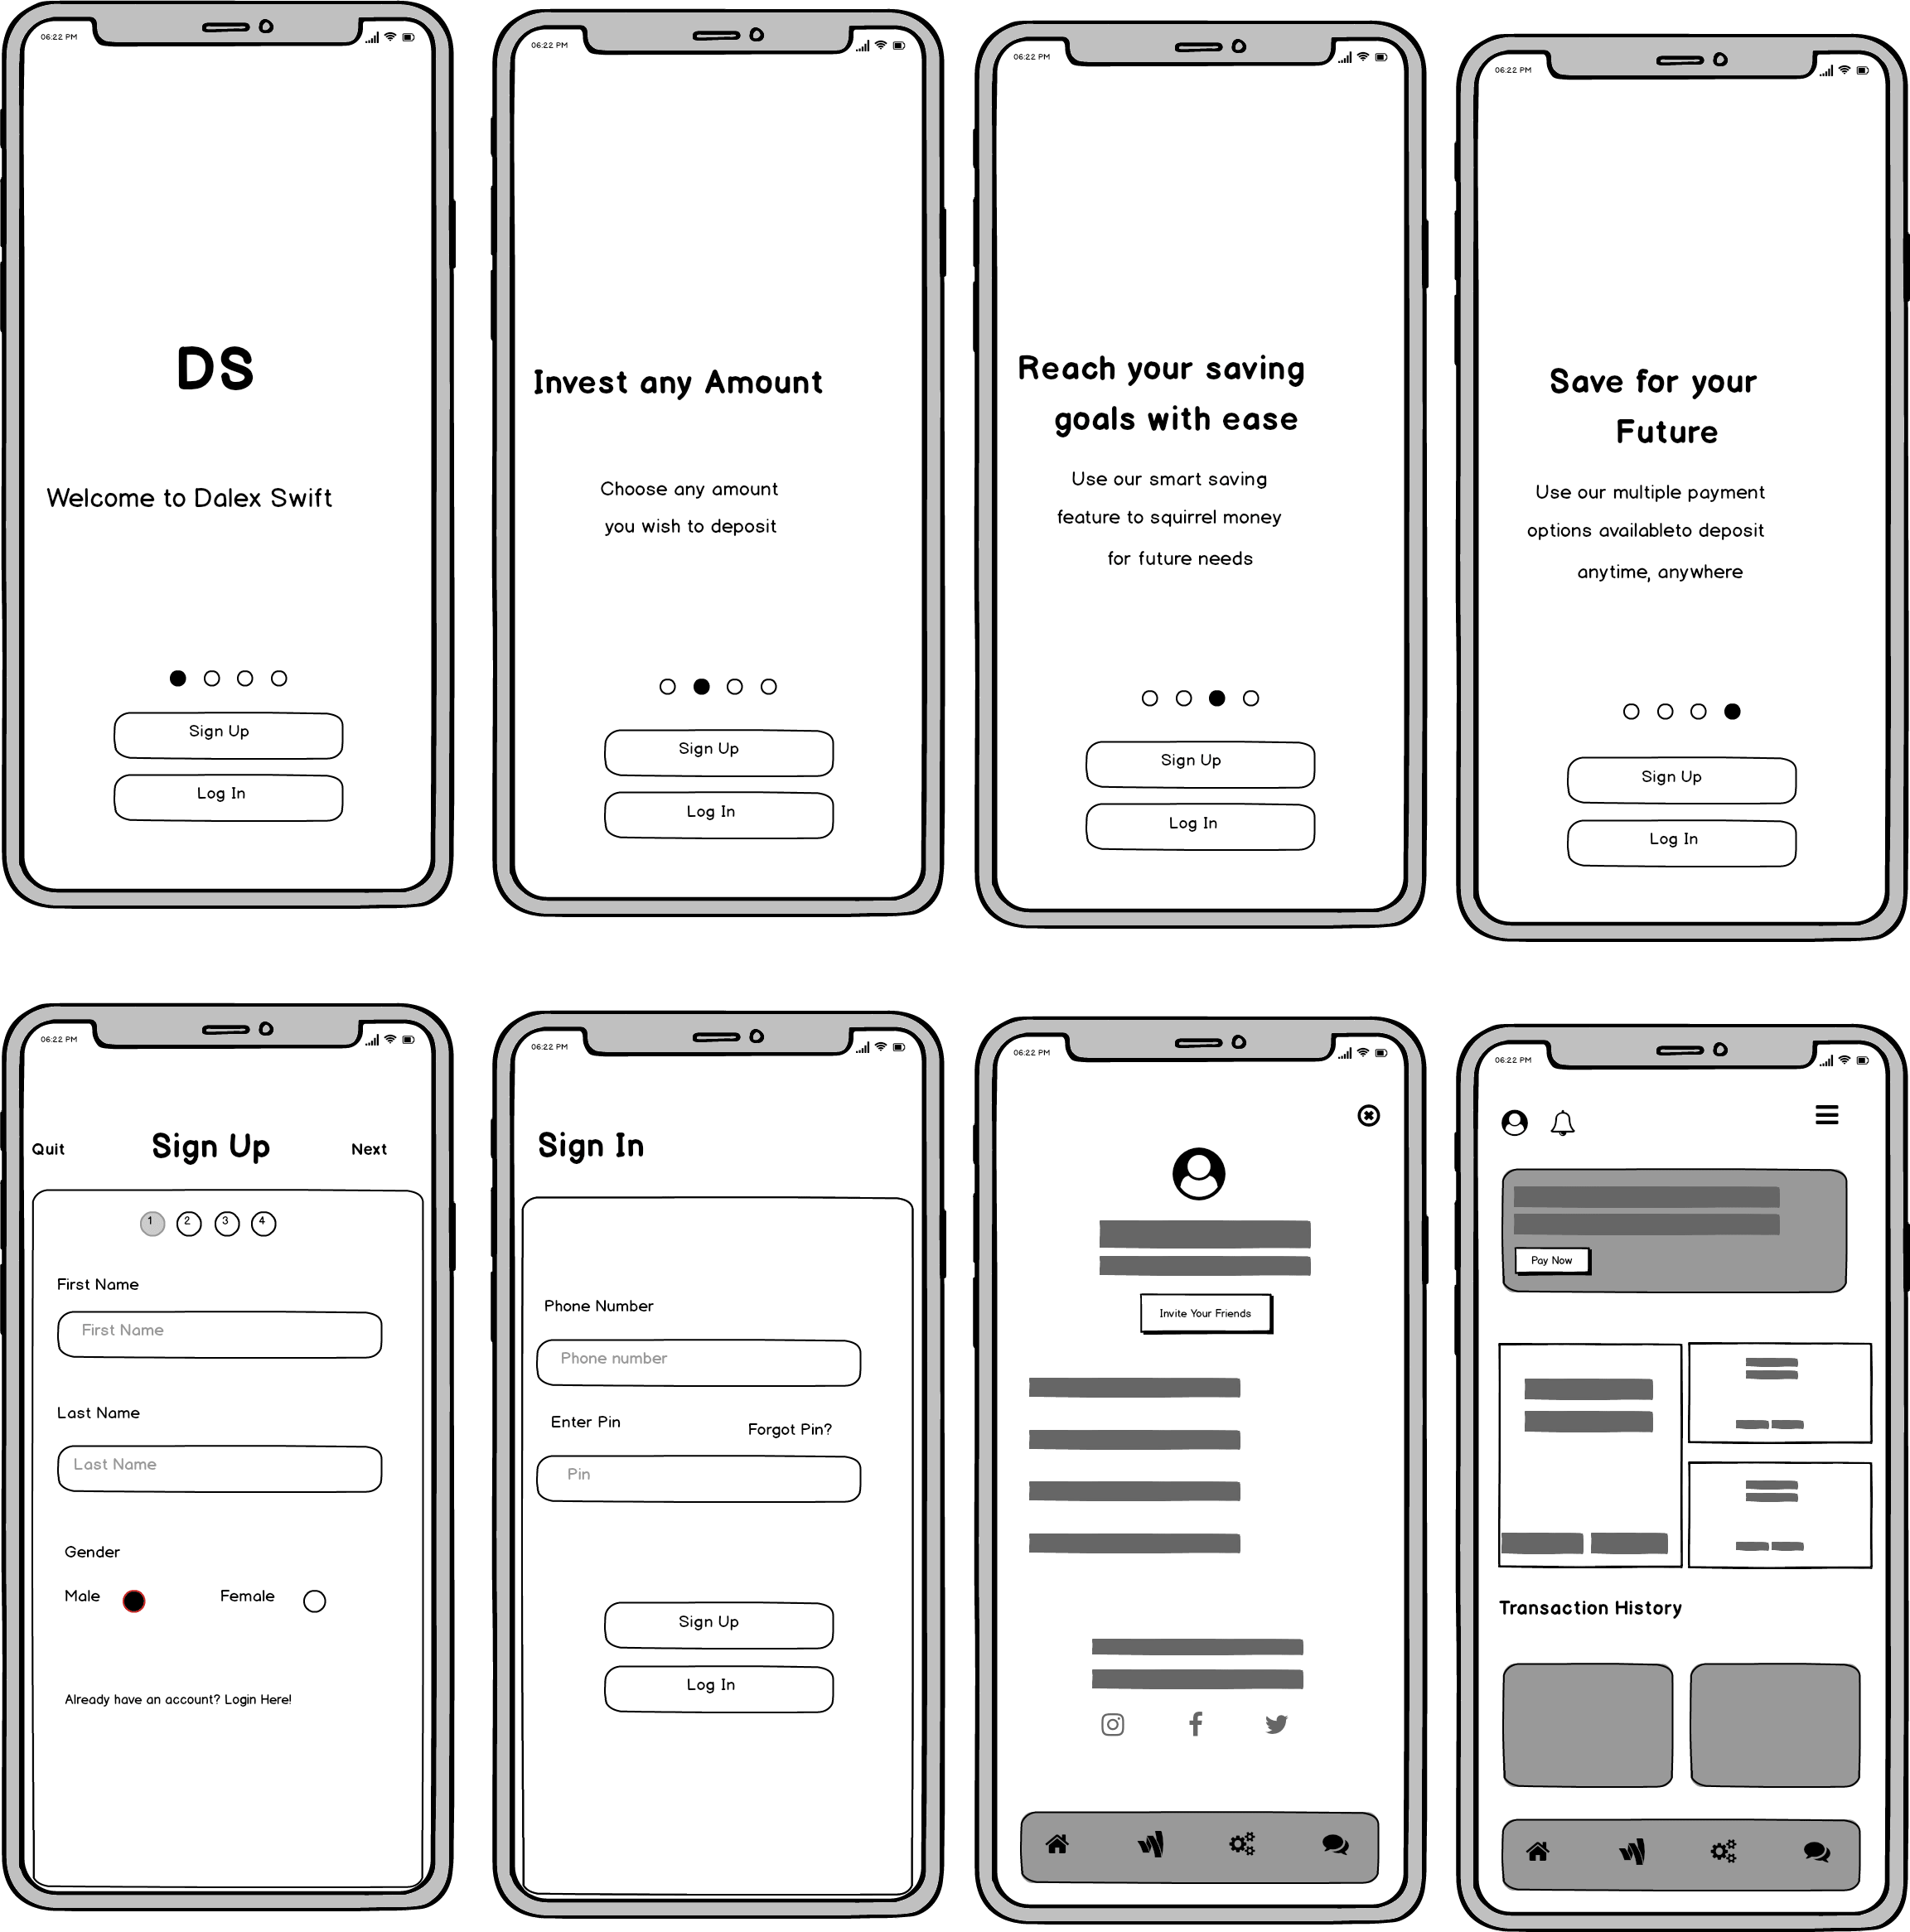 06:22 PM
DS
Welcome to Dalex Swift
Sign Up
Log In
06:22 PM
Invest any Amount
Choose any amount
you wish to deposit
Sign Up
Log In
06:22 PM
Reach your saving
goals with ease
Use our smart saving
feature to squirrel money
for future needs
Sign Up
Log In
06:22 PM
Save for your
Future
Use our multiple payment
options availableto deposit
anytime, anywhere
Sign Up
Log In
06:22 PM
Quit Sign Up Next
1 2 3 4
First Name
First Name
Last Name
Last Name
Gender
Male Female
Already have an account? Login Here!
06:22 PM
Sign In
Phone Number
Phone number
Enter Pin Forgot Pin?
Pin
Sign Up
Log In
06:22 PM
Invite Your Friends
06:22 PM
Pay Now
Transaction History